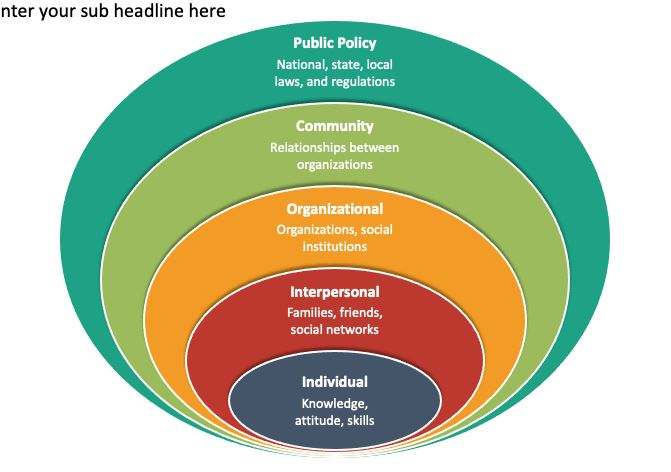 nter your sub headline here
Public Policy
National, state, local
laws, and regulations
Community
Relationships between
organizations
Organizational
Organizations, social
institutions
Interpersonal
Families, friends,
social networks
Individual
Knowledge,
attitude, skills